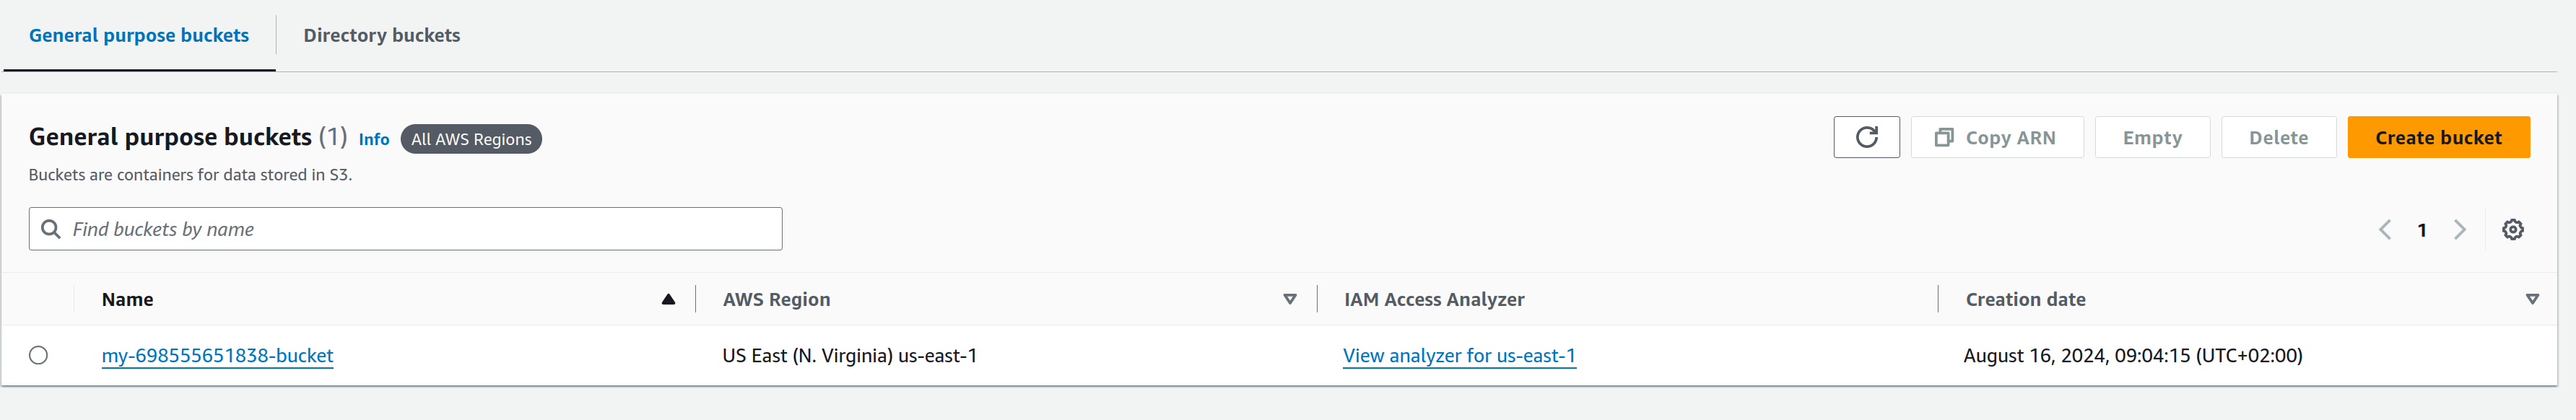 General purpose buckets Directory buckets
General purpose buckets (1) Info All AWS Regions Copy ARN Empty Delete Create bucket
Buckets are containers for data stored in S3.
Find buckets by name 1
Name AWS Region IAM Access Analyzer Creation date
my-698555651838-bucket US East (N. Virginia) us-east-1 View analyzer for us-east-1 August 16, 2024, 09:04:15 (UTC+02:00)